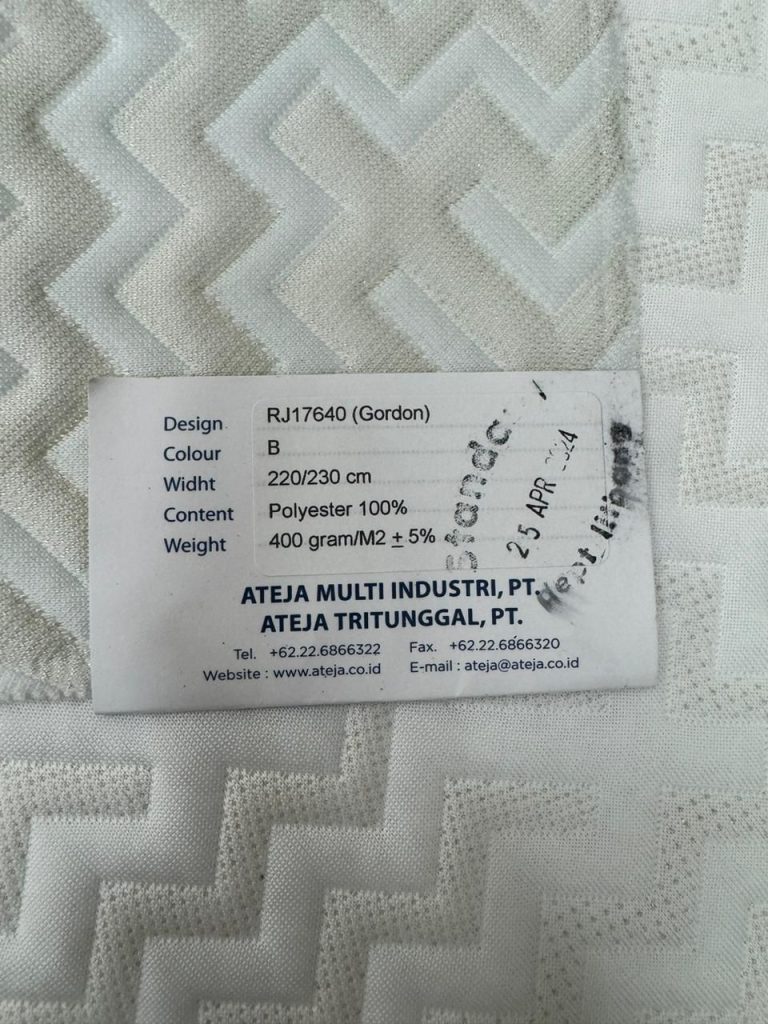 Design RJ17640 (Gordon)
Colour B
Widht 220/230 cm
Content Polyester 100%
Weight 400 gram/M2 ± 5%
25 APR 2024
dept
ATEJA MULTI INDUSTRI, PT.
ATEJA TRITUNGGAL, PT.
Tel. +62.22.6866322 Fax. +62.22.6866320
Website : www.ateja.co.id E-mail : ateja@ateja.co.id